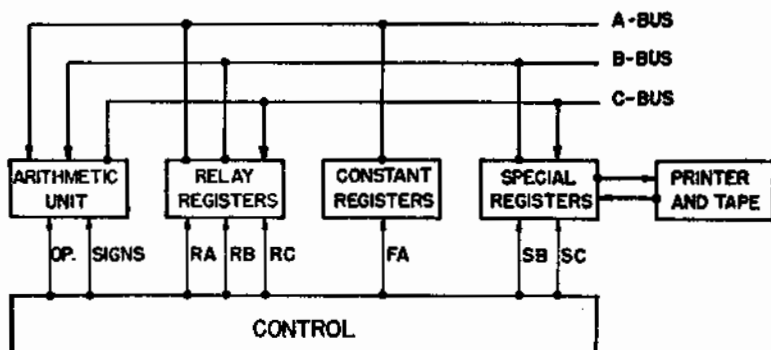 A-BUS
B-BUS
C-BUS
ARITHMETIC
UNIT
RELAY
REGISTERS
CONSTANT
REGISTERS
SPECIAL
REGISTERS
PRINTER
AND TAPE
OP.
SIGNS
RA
RB
RC
FA
SB
SC
CONTROL